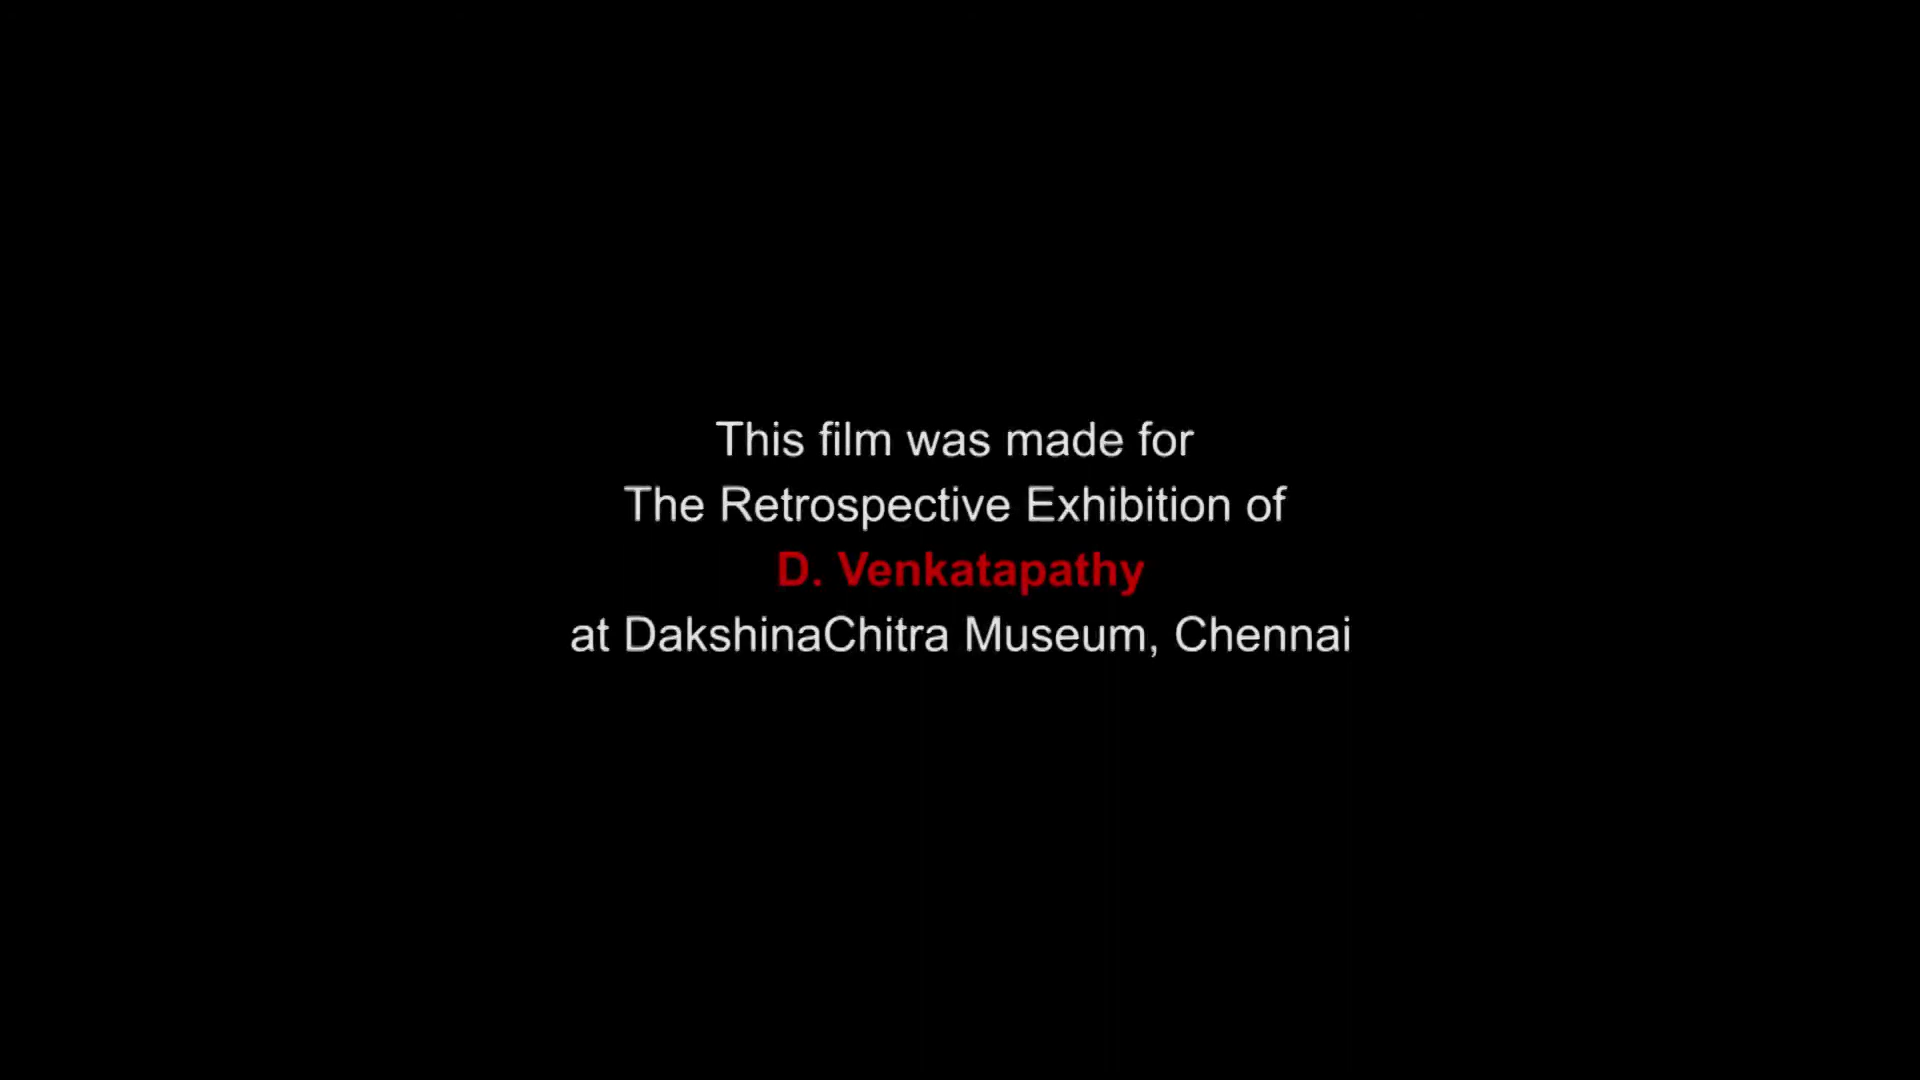 This film was made for
The Retrospective Exhibition of
D. Venkatapathy
at DakshinaChitra Museum, Chennai